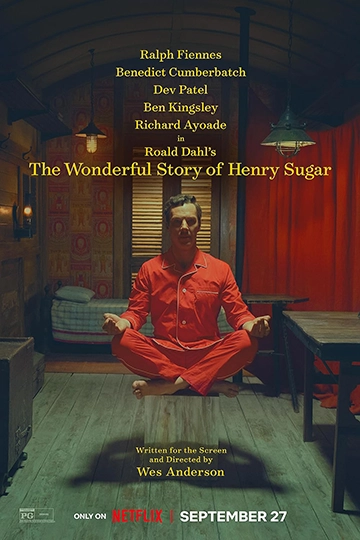 Ralph Fiennes
Benedict Cumberbatch
Dev Patel
Ben Kingsley
Richard Ayoade
in
Roald Dahl's
The Wonderful Story of Henry Sugar
Written for the Screen
and Directed by
Wes Anderson
PG
ONLY ON NETFLIX | SEPTEMBER 27